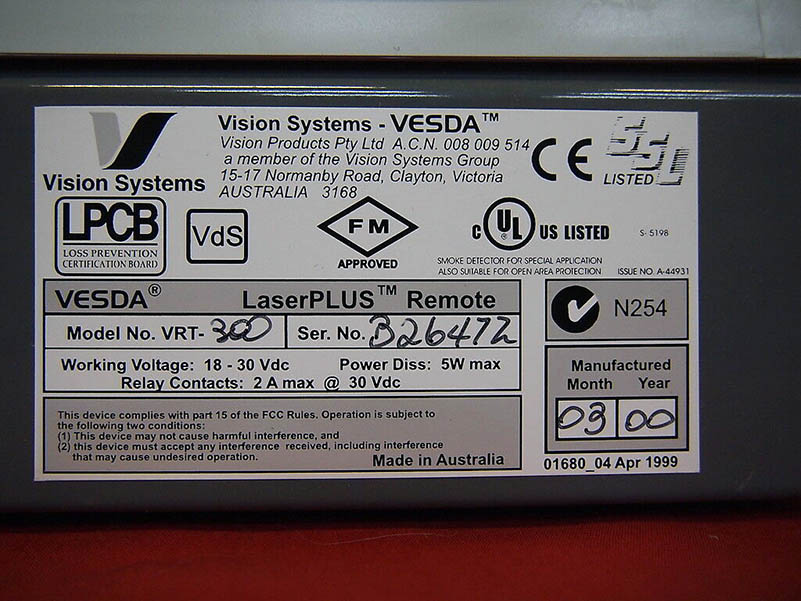 Vision Systems
Vision Systems - VESDA™
Vision Products Pty Ltd A.C.N. 008 009 514
a member of the Vision Systems Group
15-17 Normanby Road, Clayton, Victoria
AUSTRALIA 3168
CE
SSL
LISTED
LPCB
LOSS PREVENTION
CERTIFICATION BOARD
VdS
FM
APPROVED
C UL ® US LISTED
S- 5198
SMOKE DETECTOR FOR SPECIAL APPLICATION
ALSO SUITABLE FOR OPEN AREA PROTECTION
ISSUE NO. A-44931
VESDA® LaserPLUS™ Remote
Model No. VRT-300
Ser. No. B26472
Working Voltage: 18 - 30 Vdc Power Diss: 5W max
Relay Contacts: 2 A max @ 30 Vdc
N254
Manufactured
Month Year
03 00
This device complies with part 15 of the FCC Rules. Operation is subject to
the following two conditions:
(1) This device may not cause harmful interference, and
(2) this device must accept any interference received, including interference
that may cause undesired operation.
Made in Australia
01680_04 Apr 1999